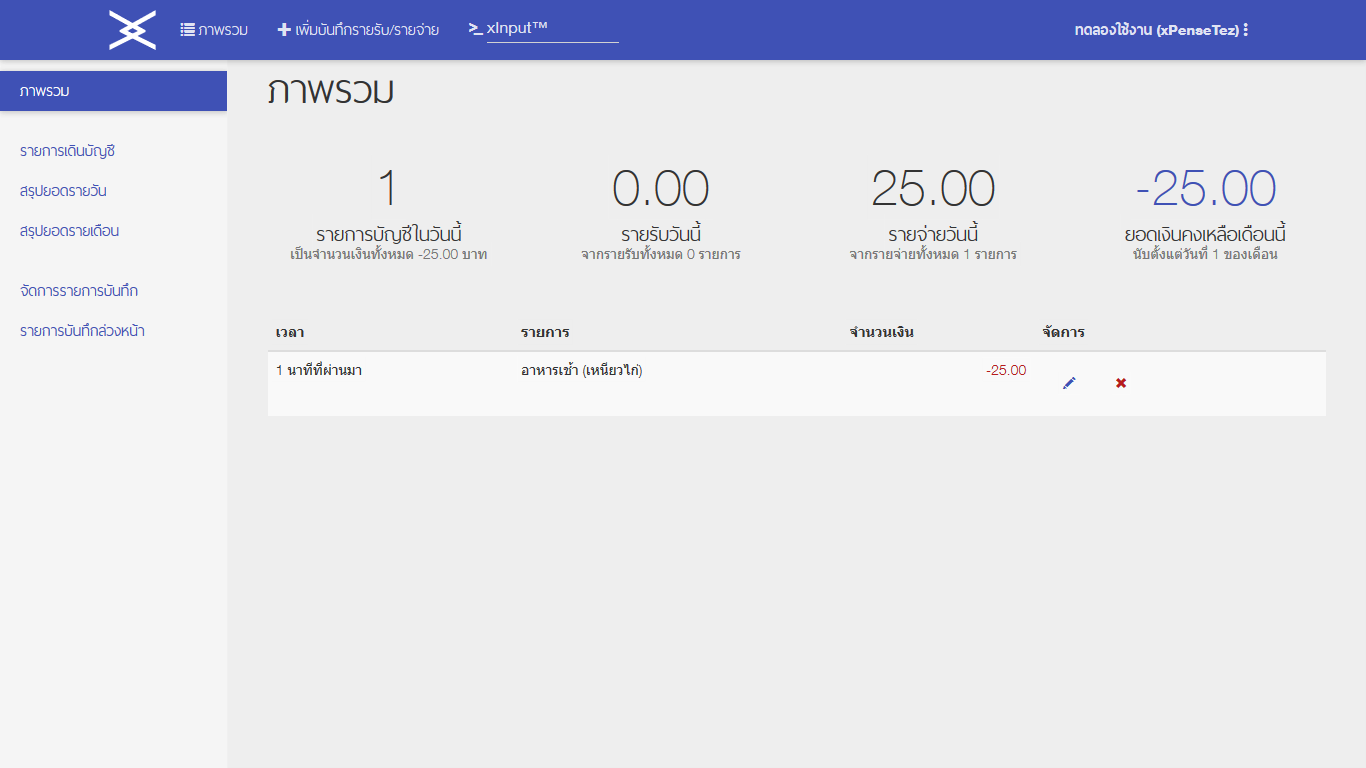 ภาพรวม
เพิ่มบันทึกรายรับ/รายจ่าย
xInput™
ทดลองใช้งาน (xPenseTez)
ภาพรวม
รายการเดินบัญชี
สรุปยอดรายวัน
สรุปยอดรายเดือน
จัดการรายการบันทึก
รายการบันทึกล่วงหน้า
ภาพรวม
1
รายการบัญชีในวันนี้
เป็นจำนวนเงินทั้งหมด -25.00 บาท
0.00
รายรับวันนี้
จากรายรับทั้งหมด 0 รายการ
25.00
รายจ่ายวันนี้
จากรายจ่ายทั้งหมด 1 รายการ
-25.00
ยอดเงินคงเหลือเดือนนี้
นับตั้งแต่วันที่ 1 ของเดือน
เวลา รายการ จำนวนเงิน จัดการ
1 นาทีที่ผ่านมา อาหารเช้า (เหนียวไก่) -25.00